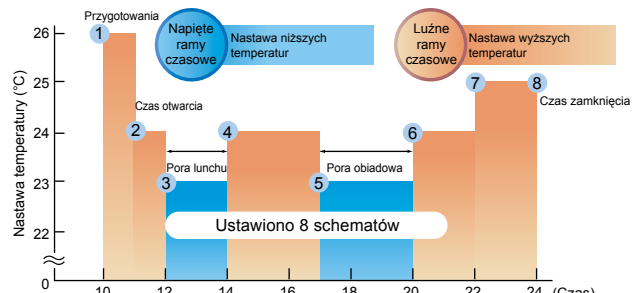 Przygotowania
Napięte
ramy
czasowe
Nastawa niższych
temperatur
Luźne
ramy
czasowe
Nastawa wyższych
temperatur
Nastawa temperatury (°C)
26
25
24
23
22
0
1
2
3
4
5
6
7
8
Czas otwarcia
Czas zamknięcia
Pora lunchu
Pora obiadowa
Ustawiono 8 schematów
10 12 14 16 18 20 22 24 (Czas)